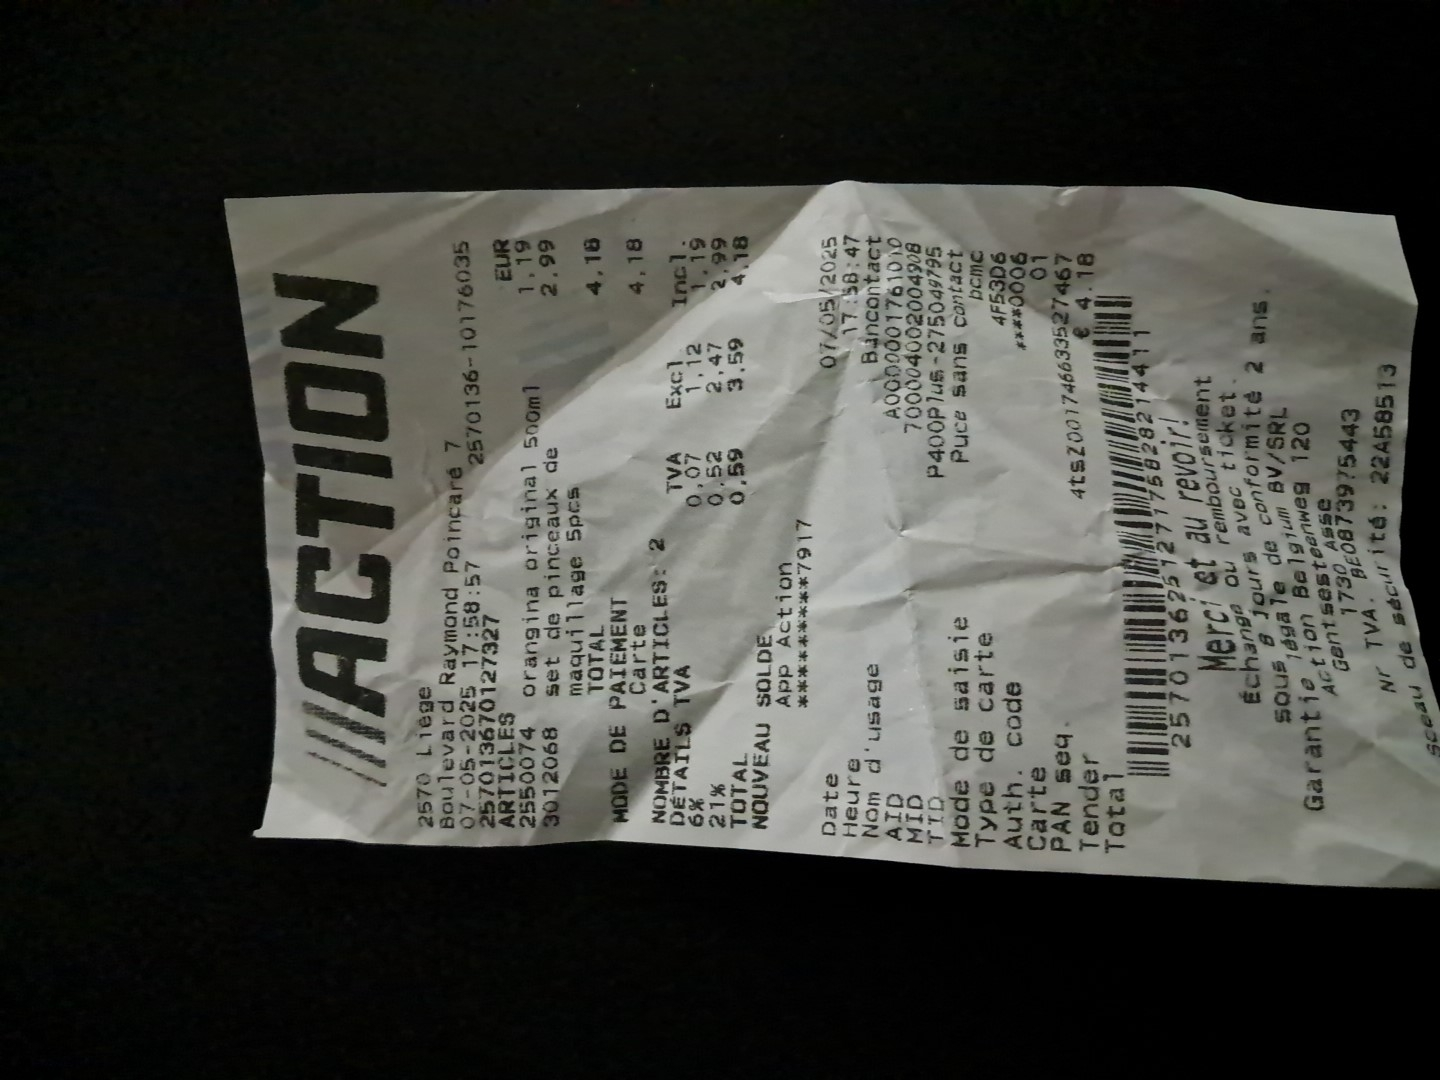 ACTION
2570 Liège
Boulevard Raymond Poincaré 7
07-05-2025 17:58:57 2570136-10176035
257013670127327
ARTICLES EUR
2550074 orangina original 500ml 1.19
3012068 set de pinceaux de 2.99
maquillage 5pcs
TOTAL 4.18
MODE DE PAIEMENT
Carte 4.18
NOMBRE D'ARTICLES: 2
DÉTAILS TVA TVA Excl. Incl.
6% 0,07 1,12 1,19
21% 0,52 2,47 2,99
TOTAL 0,59 3,59 4,18
NOUVEAU SOLDE
App Action
*********7917
Date 07/05/2025
Heure 17:58:47
Nom d'usage Bancontact
AID
MID
TID P400Plus-275049795
Mode de saisie Puce sans contact
Type de carte bcmc
Auth. code 4F53D6
Carte ***0006
PAN seq. 01
Tender 4tsZ001746633527467
Total € 4.18
Merci et au revoir!
Échange ou remboursement
sous 8 jours avec ticket.
Garantie légale de conformité 2 ans.
Action Belgium BV/SRL
Gentsesteenweg 120
1730 Asse
Nr TVA. BE0873975443
sceau de sécurité: 22A58513